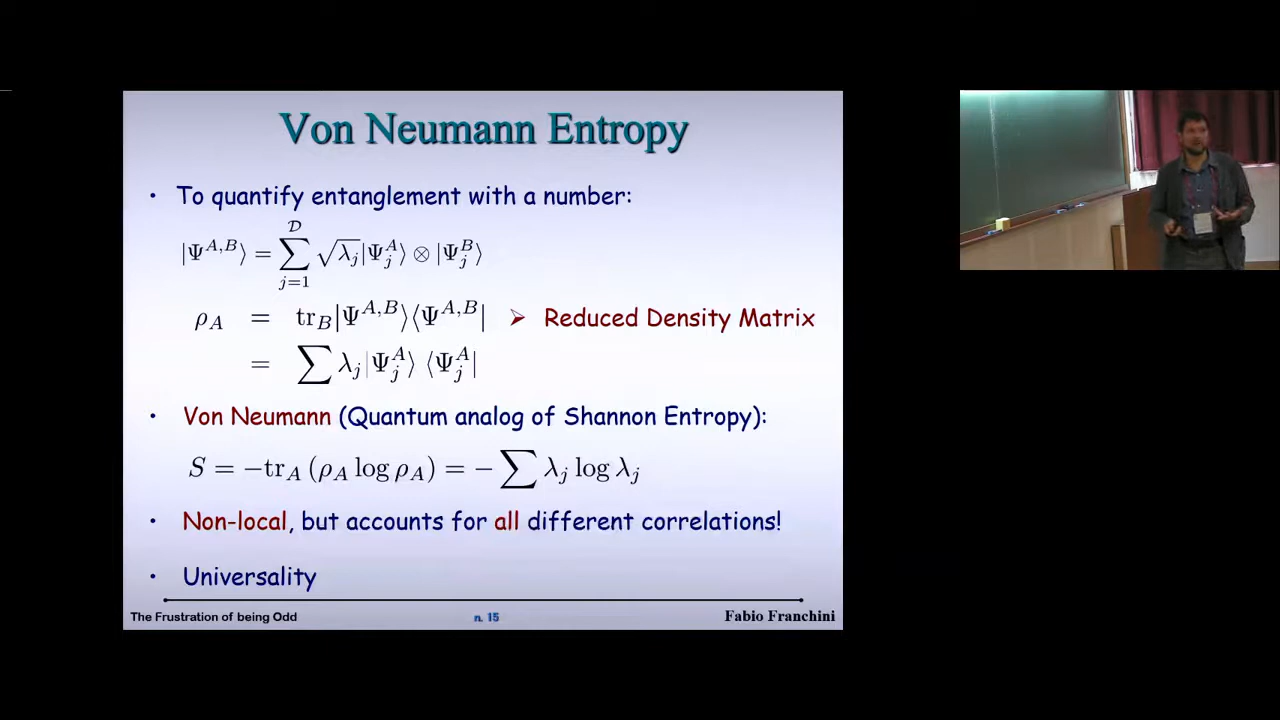 Von Neumann Entropy
• To quantify entanglement with a number:
|Ψ^{A,B}⟩ = ∑_{j=1}^{𝒟} √λ_j |Ψ_j^A⟩ ⊗ |Ψ_j^B⟩
ρ_A = tr_B |Ψ^{A,B}⟩⟨Ψ^{A,B}| ➢ Reduced Density Matrix
= ∑ λ_j |Ψ_j^A⟩ ⟨Ψ_j^A|
• Von Neumann (Quantum analog of Shannon Entropy):
S = −tr_A (ρ_A log ρ_A) = − ∑ λ_j log λ_j
• Non-local, but accounts for all different correlations!
• Universality
The Frustration of being Odd n. 15 Fabio Franchini